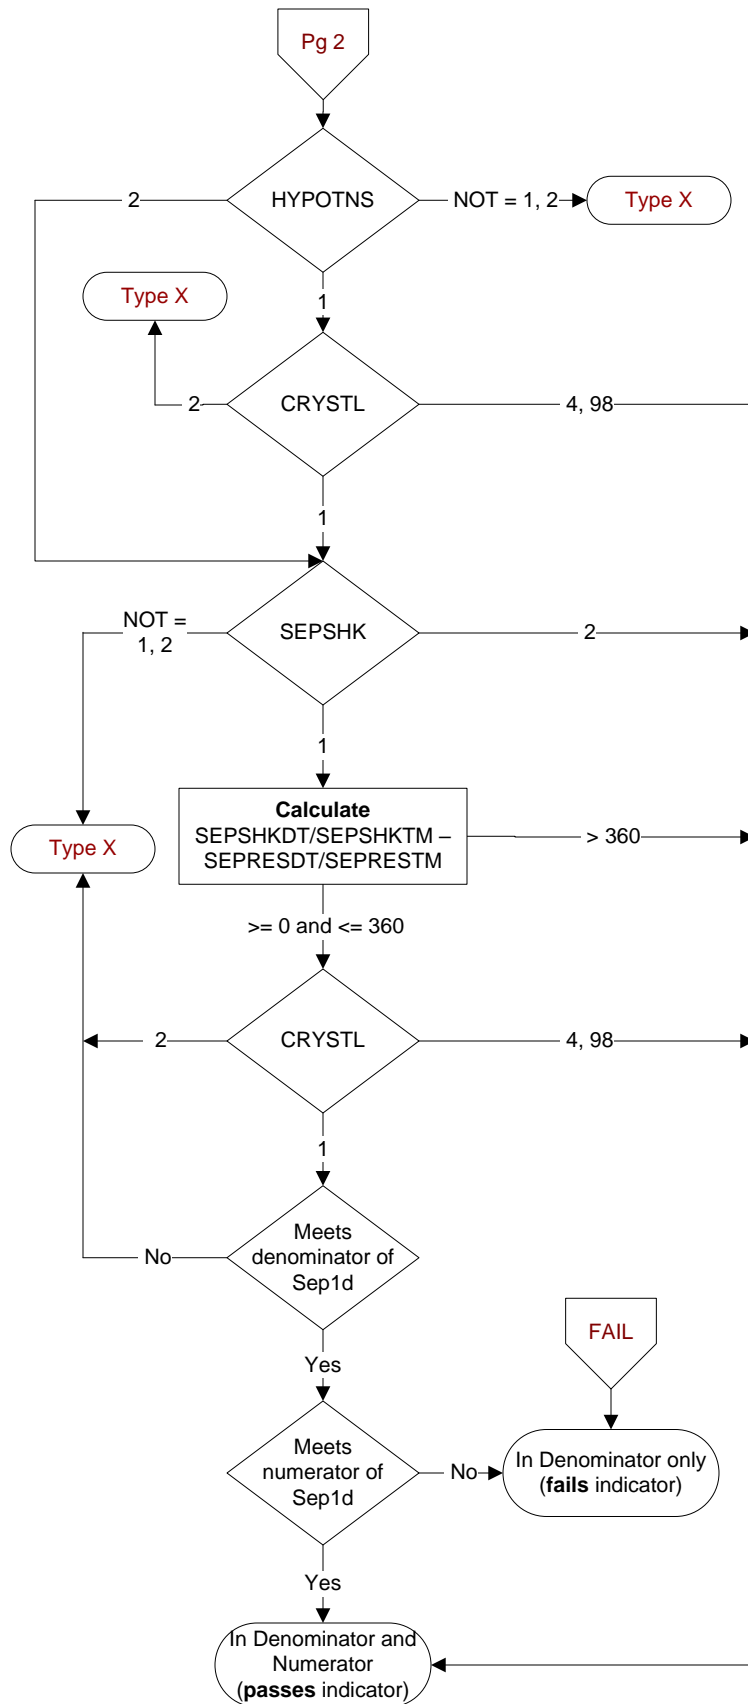 Pg 2
HYPOTNS
2
NOT = 1, 2
Type X
1
Type X
CRYSTL
2
4, 98
1
SEPSHK
NOT =
1, 2
2
1
Calculate
SEPSHKDT/SEPSHKTM –
SEPRESDT/SEPRESTM
> 360
Type X
>= 0 and <= 360
CRYSTL
2
4, 98
1
Meets
denominator of
Sep1d
No
FAIL
Yes
Meets
numerator of
Sep1d
No
In Denominator only
(fails indicator)
Yes
In Denominator and
Numerator
(passes indicator)